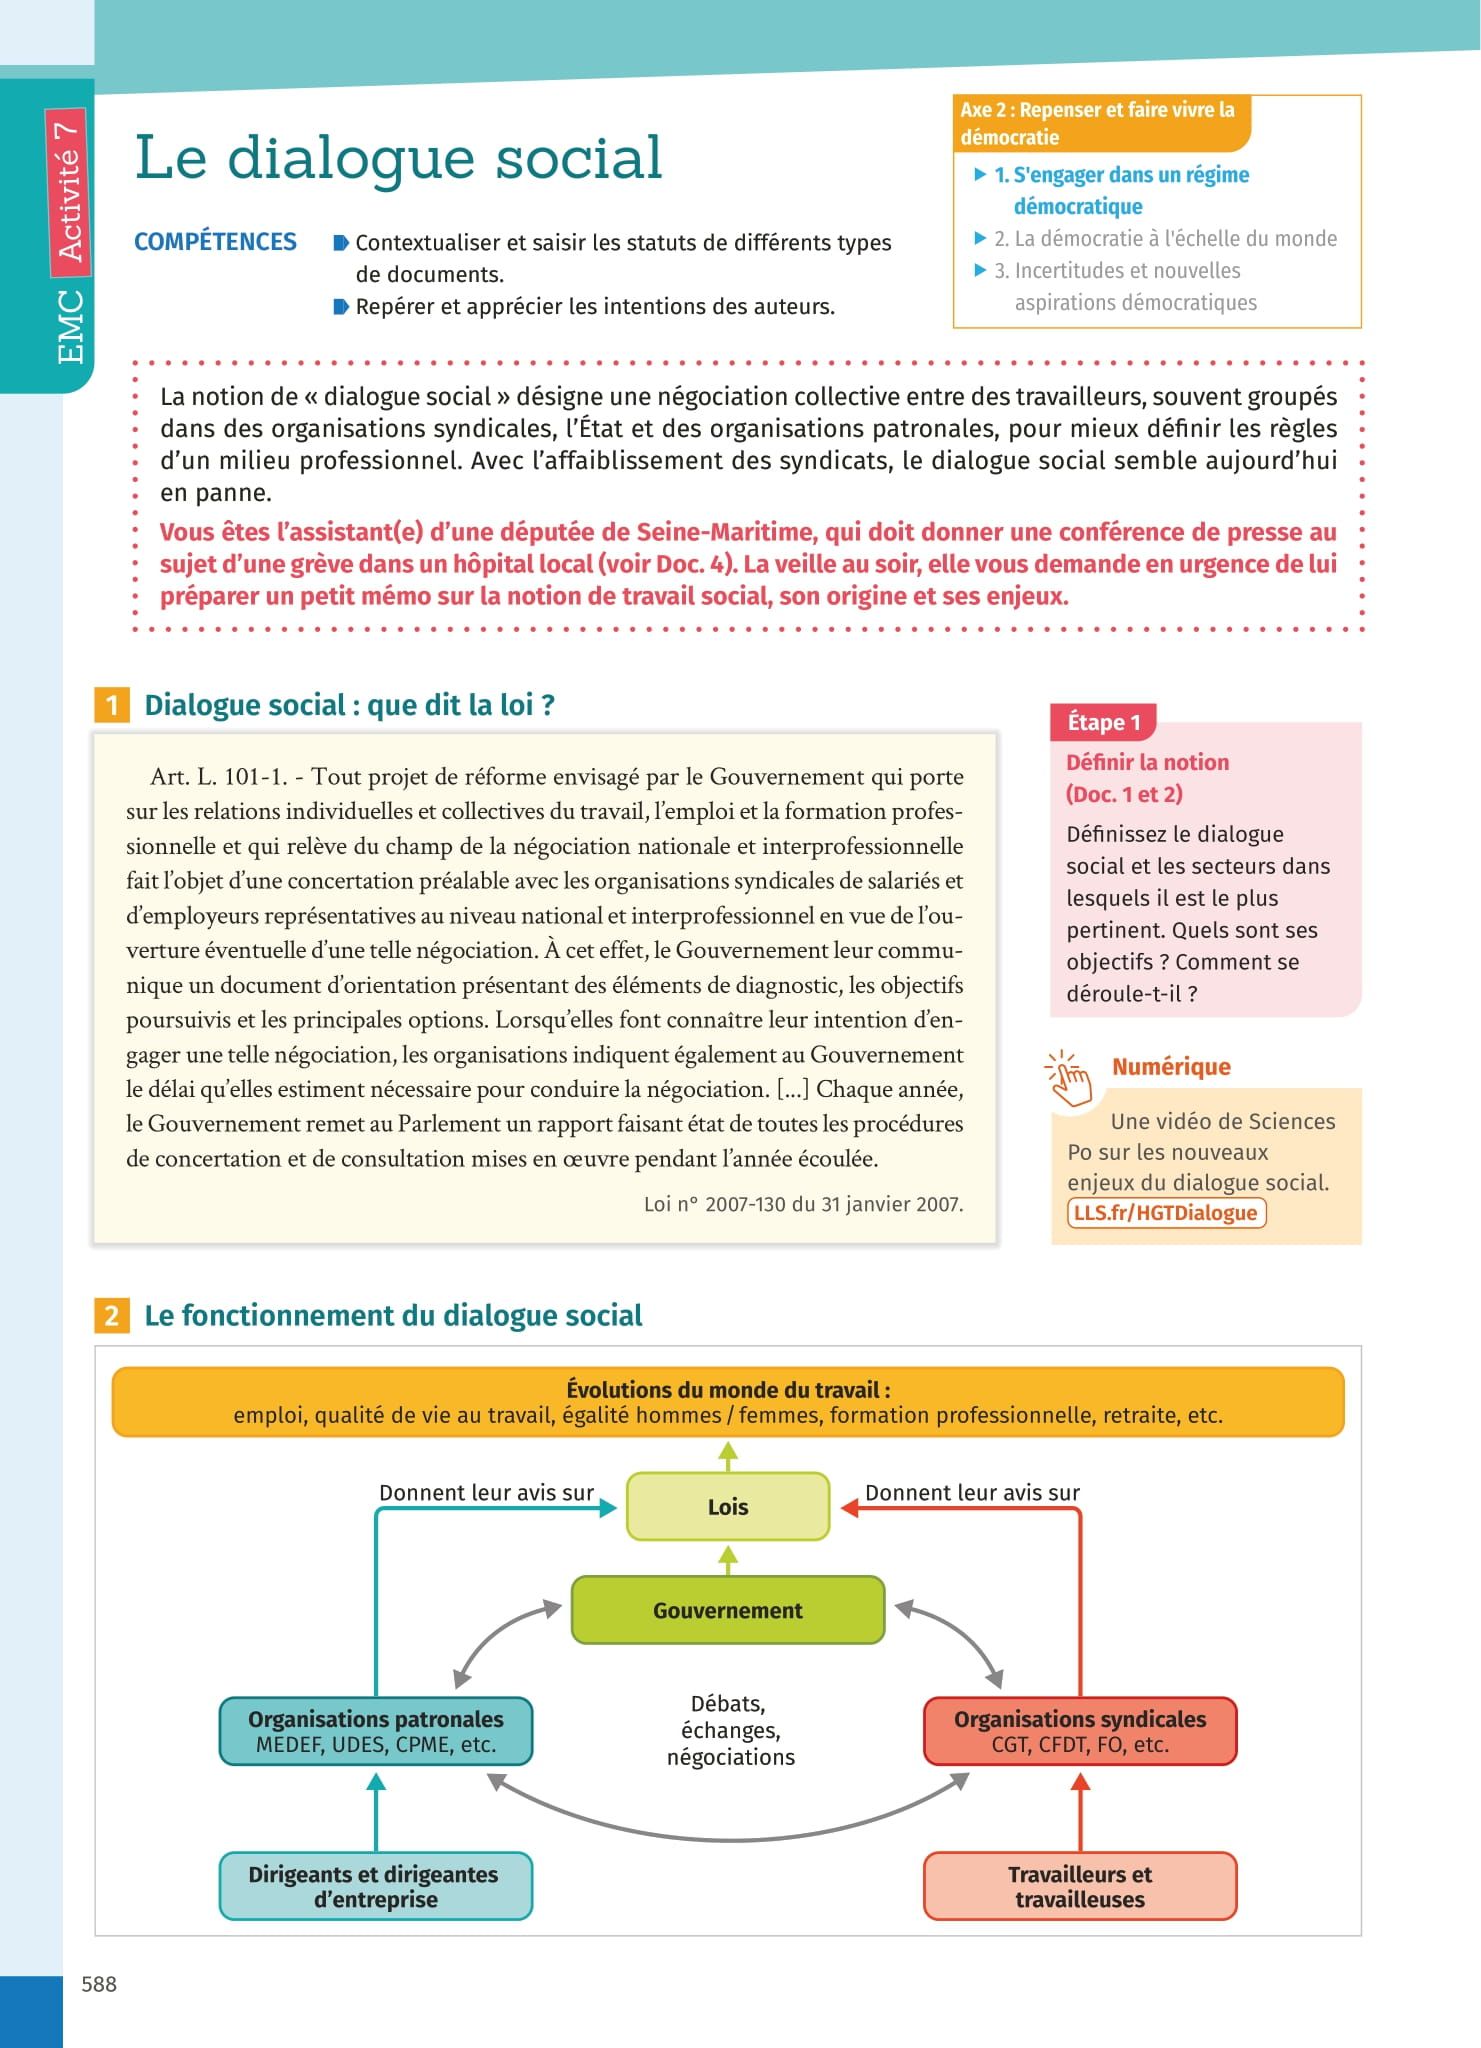 EMC Activité 7
Le dialogue social
COMPÉTENCES
Contextualiser et saisir les statuts de différents types
de documents.
Repérer et apprécier les intentions des auteurs.
Axe 2 : Repenser et faire vivre la
démocratie
1. S'engager dans un régime
démocratique
2. La démocratie à l'échelle du monde
3. Incertitudes et nouvelles
aspirations démocratiques
La notion de « dialogue social » désigne une négociation collective entre des travailleurs, souvent groupés
dans des organisations syndicales, l'État et des organisations patronales, pour mieux définir les règles
d'un milieu professionnel. Avec l'affaiblissement des syndicats, le dialogue social semble aujourd'hui
en panne.
Vous êtes l'assistant(e) d'une députée de Seine-Maritime, qui doit donner une conférence de presse au
sujet d'une grève dans un hôpital local (voir Doc. 4). La veille au soir, elle vous demande en urgence de lui
préparer un petit mémo sur la notion de travail social, son origine et ses enjeux.
1 Dialogue social : que dit la loi ?
Art. L. 101-1. - Tout projet de réforme envisagé par le Gouvernement qui porte
sur les relations individuelles et collectives du travail, l'emploi et la formation profes-
sionnelle et qui relève du champ de la négociation nationale et interprofessionnelle
fait l'objet d'une concertation préalable avec les organisations syndicales de salariés et
d'employeurs représentatives au niveau national et interprofessionnel en vue de l'ou-
verture éventuelle d'une telle négociation. À cet effet, le Gouvernement leur commu-
nique un document d'orientation présentant des éléments de diagnostic, les objectifs
poursuivis et les principales options. Lorsqu'elles font connaître leur intention d'en-
gager une telle négociation, les organisations indiquent également au Gouvernement
le délai qu'elles estiment nécessaire pour conduire la négociation. [...] Chaque année,
le Gouvernement remet au Parlement un rapport faisant état de toutes les procédures
de concertation et de consultation mises en œuvre pendant l'année écoulée.
Loi n° 2007-130 du 31 janvier 2007.
Étape 1
Définir la notion
(Doc. 1 et 2)
Définissez le dialogue
social et les secteurs dans
lesquels il est le plus
pertinent. Quels sont ses
objectifs ? Comment se
déroule-t-il ?
Numérique
Une vidéo de Sciences
Po sur les nouveaux
enjeux du dialogue social.
LLS.fr/HGTDialogue
2 Le fonctionnement du dialogue social
Évolutions du monde du travail :
emploi, qualité de vie au travail, égalité hommes / femmes, formation professionnelle, retraite, etc.
Donnent leur avis sur
Lois
Donnent leur avis sur
Gouvernement
Débats,
échanges,
négociations
Organisations patronales
MEDEF, UDES, CPME, etc.
Organisations syndicales
CGT, CFDT, FO, etc.
Dirigeants et dirigeantes
d'entreprise
Travailleurs et
travailleuses
588